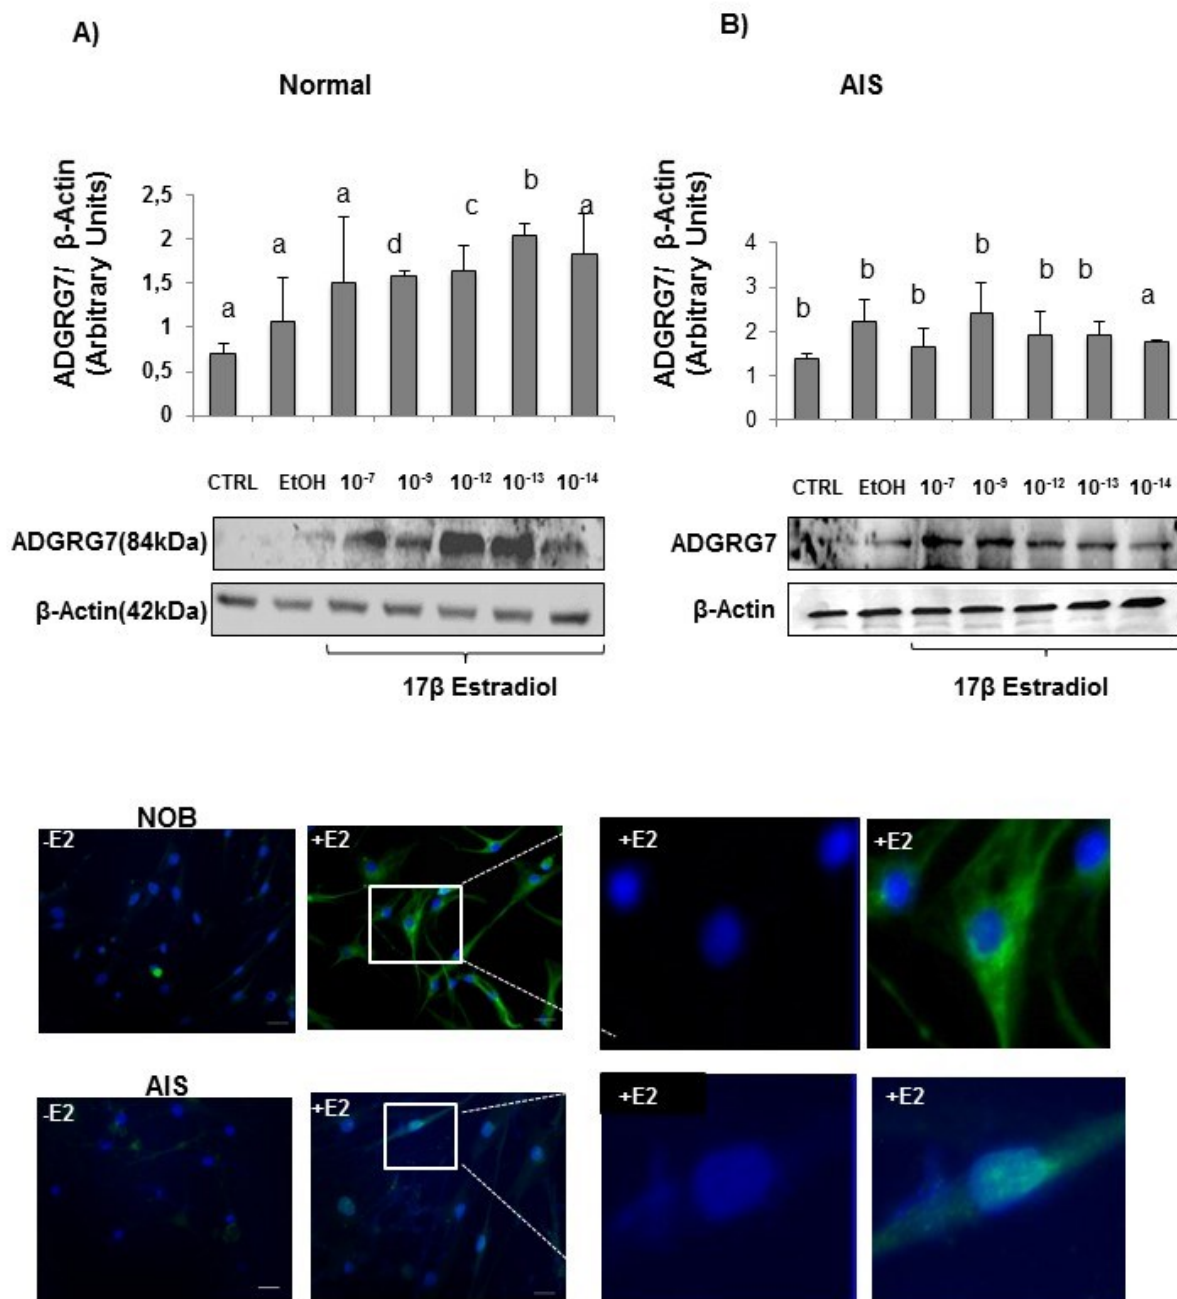 A)
Normal
ADGRG7/ β-Actin
(Arbitrary Units)
2,5
2
1,5
1
0,5
0
a
a
a
d
c
b
a
CTRL EtOH 10⁻⁷ 10⁻⁹ 10⁻¹² 10⁻¹³ 10⁻¹⁴
ADGRG7(84kDa)
β-Actin(42kDa)
17β Estradiol
B)
AIS
ADGRG7/ β-Actin
(Arbitrary Units)
4
3
2
1
0
b
b
b
b
b
b
a
CTRL EtOH 10⁻⁷ 10⁻⁹ 10⁻¹² 10⁻¹³ 10⁻¹⁴
ADGRG7
β-Actin
17β Estradiol
NOB
-E2
+E2
+E2
+E2
AIS
-E2
+E2
+E2
+E2